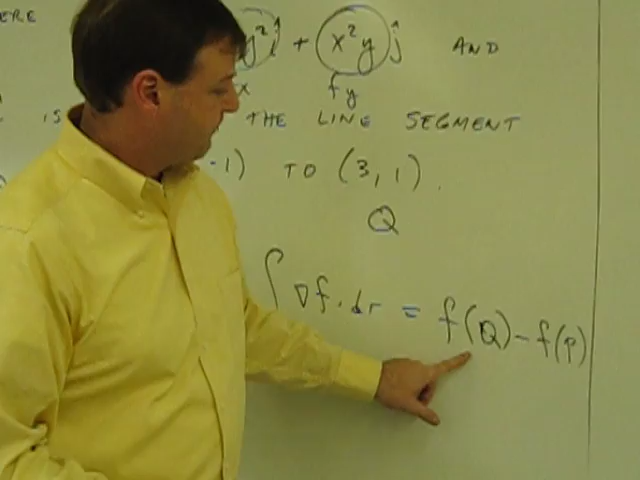 ERE
y² î + x²y ĵ AND
x fy
IS THE LINE SEGMENT
-1) TO (3, 1).
Q
∫ ∇f · dr = f(Q) - f(P)